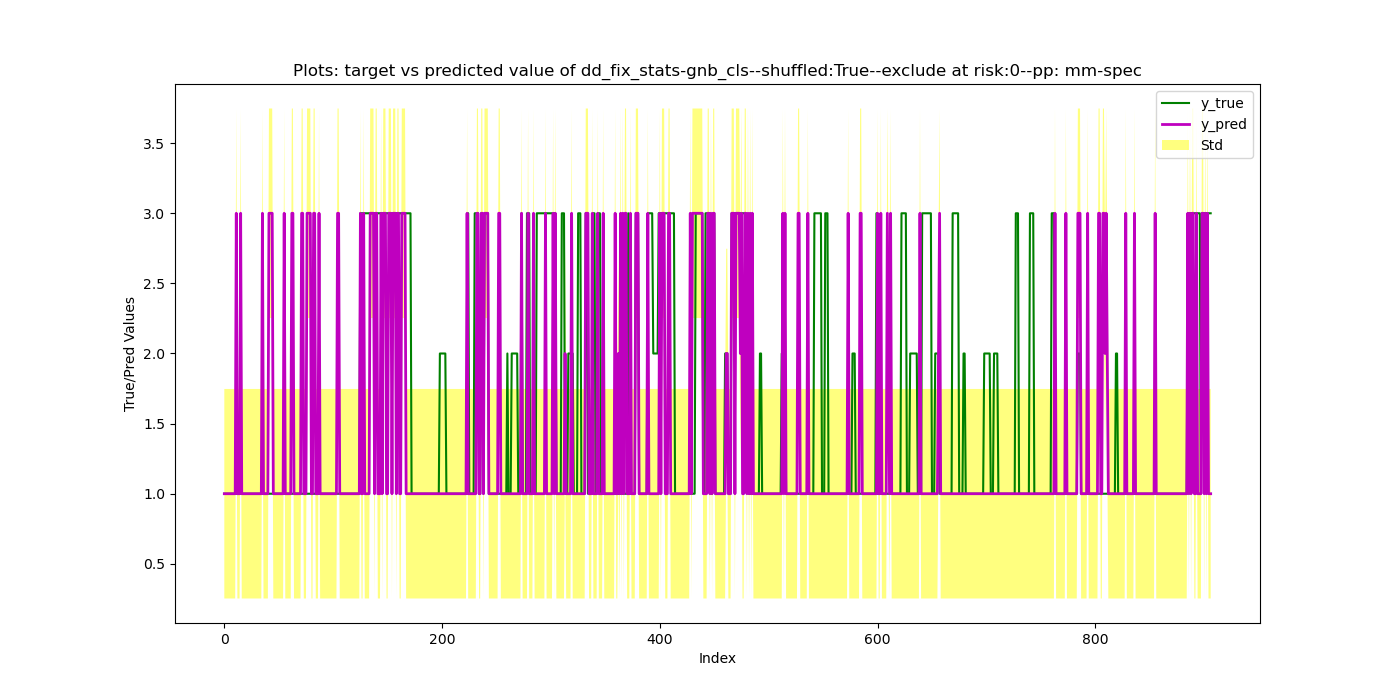 Plots: target vs predicted value of dd_fix_stats-gnb_cls--shuffled:True--exclude at risk:0--pp: mm-spec
y_true
y_pred
Std
3.5
3.0
2.5
2.0
1.5
1.0
0.5
True/Pred Values
0
200
400
600
800
Index